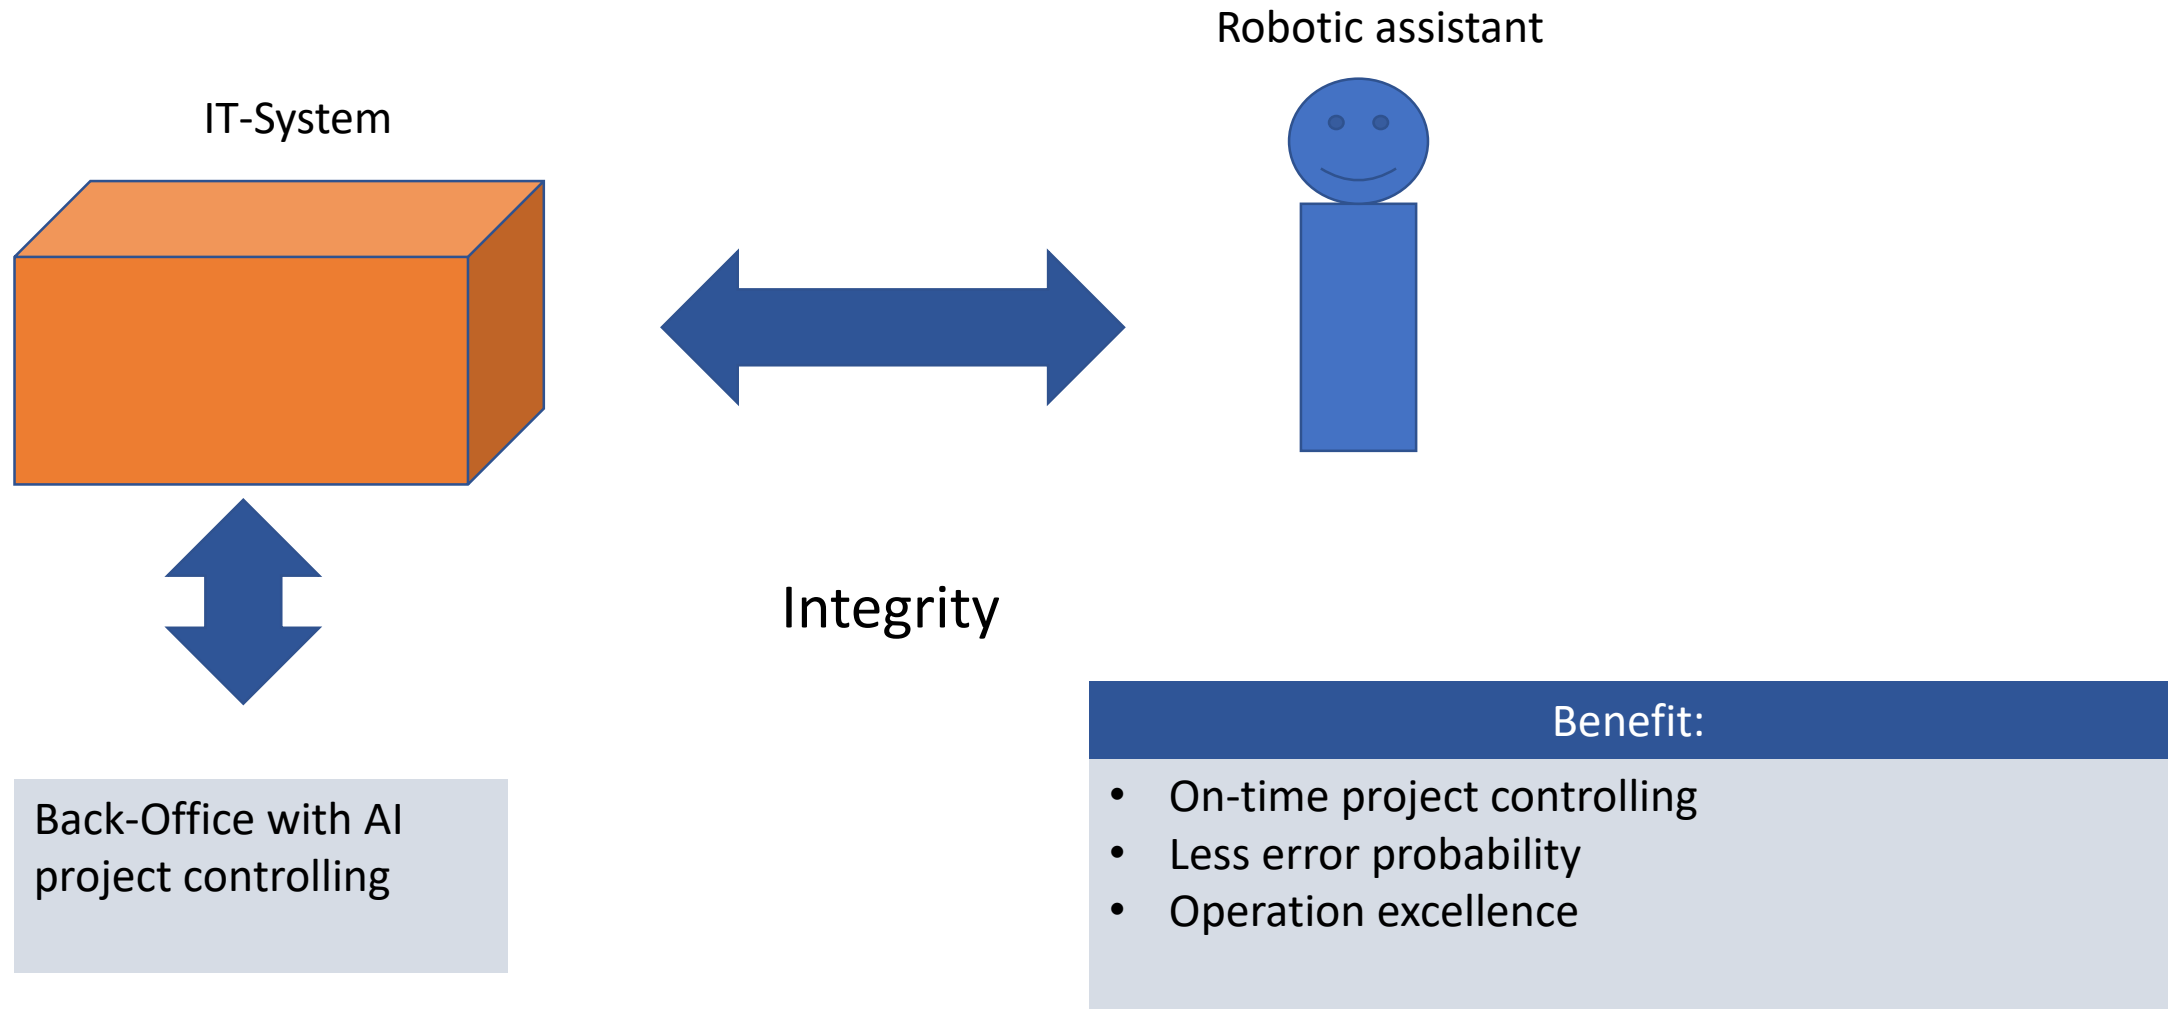 Robotic assistant
IT-System
Integrity
Benefit:
• On-time project controlling
• Less error probability
• Operation excellence
Back-Office with AI
project controlling